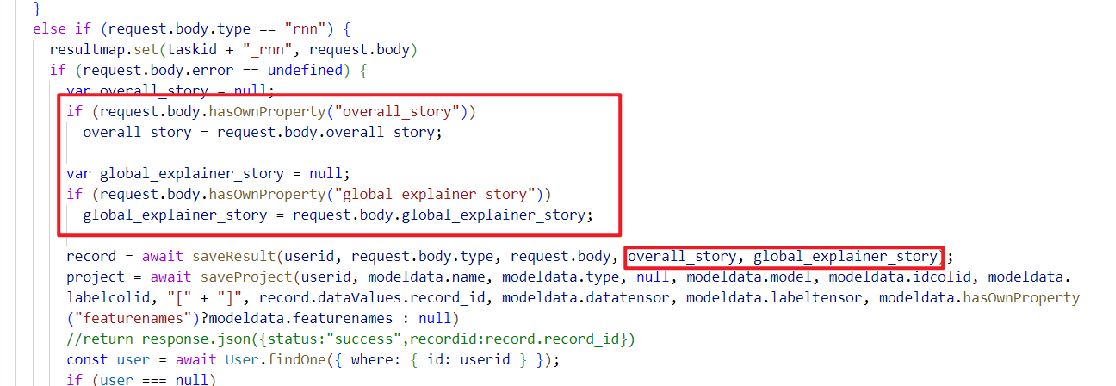 }
else if (request.body.type == "rnn") {
resultmap.set(taskid + "_rnn", request.body)
if (request.body.error == undefined) {
var overall_story = null;
if (request.body.hasOwnProperty("overall_story"))
overall_story = request.body.overall_story;
var global_explainer_story = null;
if (request.body.hasOwnProperty("global_explainer_story"))
global_explainer_story = request.body.global_explainer_story;
record = await saveResult(userid, request.body.type, request.body, overall_story, global_explainer_story);
project = await saveProject(userid, modeldata.name, modeldata.type, null, modeldata.model, modeldata.idcolid, modeldata.
labelcolid, "[" + "]", record.dataValues.record_id, modeldata.datatensor, modeldata.labeltensor, modeldata.hasOwnProperty
("featurenames")?modeldata.featurenames : null)
//return response.json({status:"success",recordid:record.record_id})
const user = await User.findOne({ where: { id: userid } });
if (user === null)